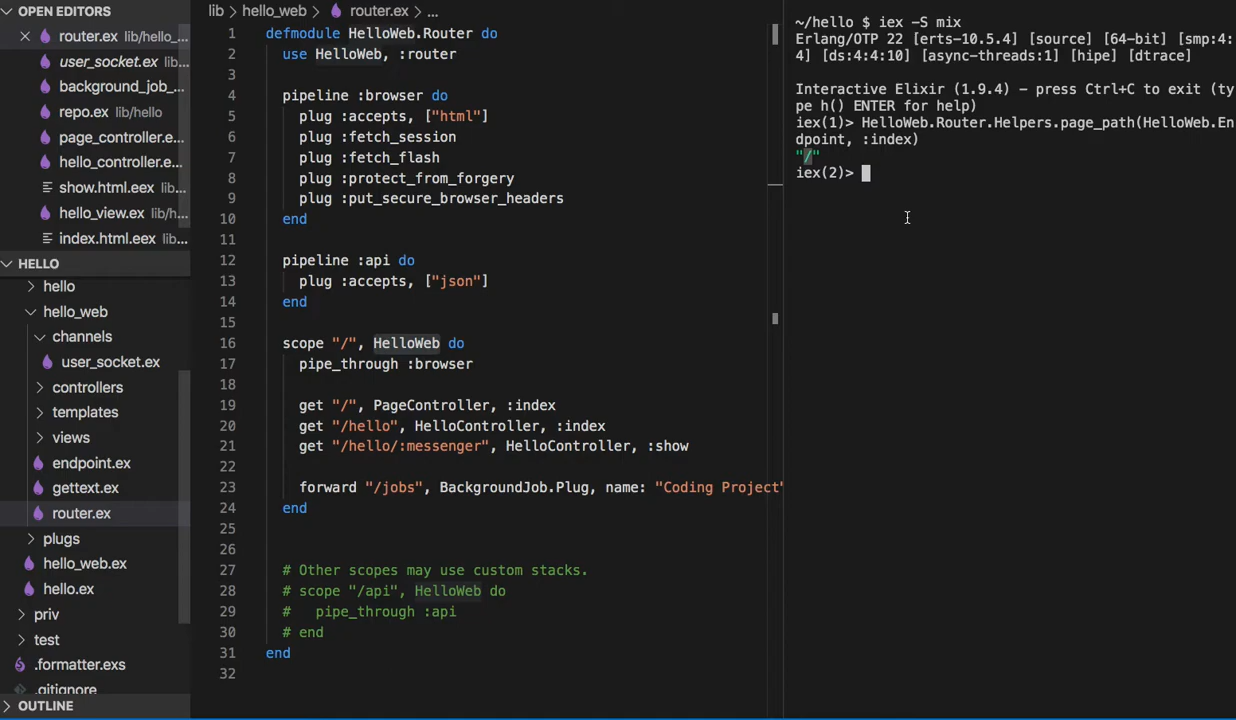 OPEN EDITORS
router.ex lib/hello_...
user_socket.ex lib...
background_job_...
repo.ex lib/hello
page_controller.e...
hello_controller.e...
show.html.eex lib...
hello_view.ex lib/h...
index.html.eex lib...
HELLO
hello
hello_web
channels
user_socket.ex
controllers
templates
views
endpoint.ex
gettext.ex
router.ex
plugs
hello_web.ex
hello.ex
priv
test
.formatter.exs
.gitignore
OUTLINE
lib > hello_web > router.ex > ...
1 defmodule HelloWeb.Router do
2 use HelloWeb, :router
3
4 pipeline :browser do
5 plug :accepts, ["html"]
6 plug :fetch_session
7 plug :fetch_flash
8 plug :protect_from_forgery
9 plug :put_secure_browser_headers
10 end
11
12 pipeline :api do
13 plug :accepts, ["json"]
14 end
15
16 scope "/", HelloWeb do
17 pipe_through :browser
18
19 get "/", PageController, :index
20 get "/hello", HelloController, :index
21 get "/hello/:messenger", HelloController, :show
22
23 forward "/jobs", BackgroundJob.Plug, name: "Coding Project"
24 end
25
26
27 # Other scopes may use custom stacks.
28 # scope "/api", HelloWeb do
29 # pipe_through :api
30 # end
31 end
32
~/hello $ iex -S mix
Erlang/OTP 22 [erts-10.5.4] [source] [64-bit] [smp:4:
4] [ds:4:4:10] [async-threads:1] [hipe] [dtrace]
Interactive Elixir (1.9.4) - press Ctrl+C to exit (ty
pe h() ENTER for help)
iex(1)> HelloWeb.Router.Helpers.page_path(HelloWeb.En
dpoint, :index)
"/"
iex(2)>